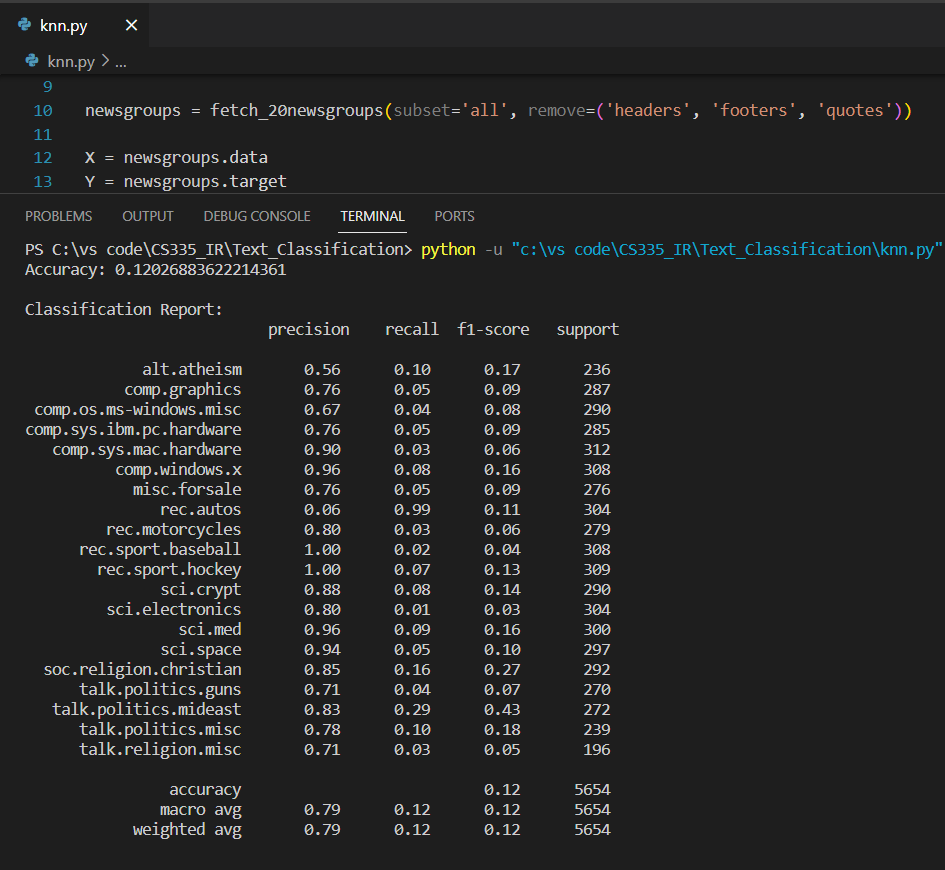 knn.py
knn.py > ...
9
10 newsgroups = fetch_20newsgroups(subset='all', remove=('headers', 'footers', 'quotes'))
11
12 X = newsgroups.data
13 Y = newsgroups.target
PROBLEMS OUTPUT DEBUG CONSOLE TERMINAL PORTS
PS C:\vs code\CS335_IR\Text_Classification> python -u "c:\vs code\CS335_IR\Text_Classification\knn.py"
Accuracy: 0.12026883622214361
Classification Report:
precision recall f1-score support
alt.atheism 0.56 0.10 0.17 236
comp.graphics 0.76 0.05 0.09 287
comp.os.ms-windows.misc 0.67 0.04 0.08 290
comp.sys.ibm.pc.hardware 0.76 0.05 0.09 285
comp.sys.mac.hardware 0.90 0.03 0.06 312
comp.windows.x 0.96 0.08 0.16 308
misc.forsale 0.76 0.05 0.09 276
rec.autos 0.06 0.99 0.11 304
rec.motorcycles 0.80 0.03 0.06 279
rec.sport.baseball 1.00 0.02 0.04 308
rec.sport.hockey 1.00 0.07 0.13 309
sci.crypt 0.88 0.08 0.14 290
sci.electronics 0.80 0.01 0.03 304
sci.med 0.96 0.09 0.16 300
sci.space 0.94 0.05 0.10 297
soc.religion.christian 0.85 0.16 0.27 292
talk.politics.guns 0.71 0.04 0.07 270
talk.politics.mideast 0.83 0.29 0.43 272
talk.politics.misc 0.78 0.10 0.18 239
talk.religion.misc 0.71 0.03 0.05 196
accuracy 0.12 5654
macro avg 0.79 0.12 0.12 5654
weighted avg 0.79 0.12 0.12 5654